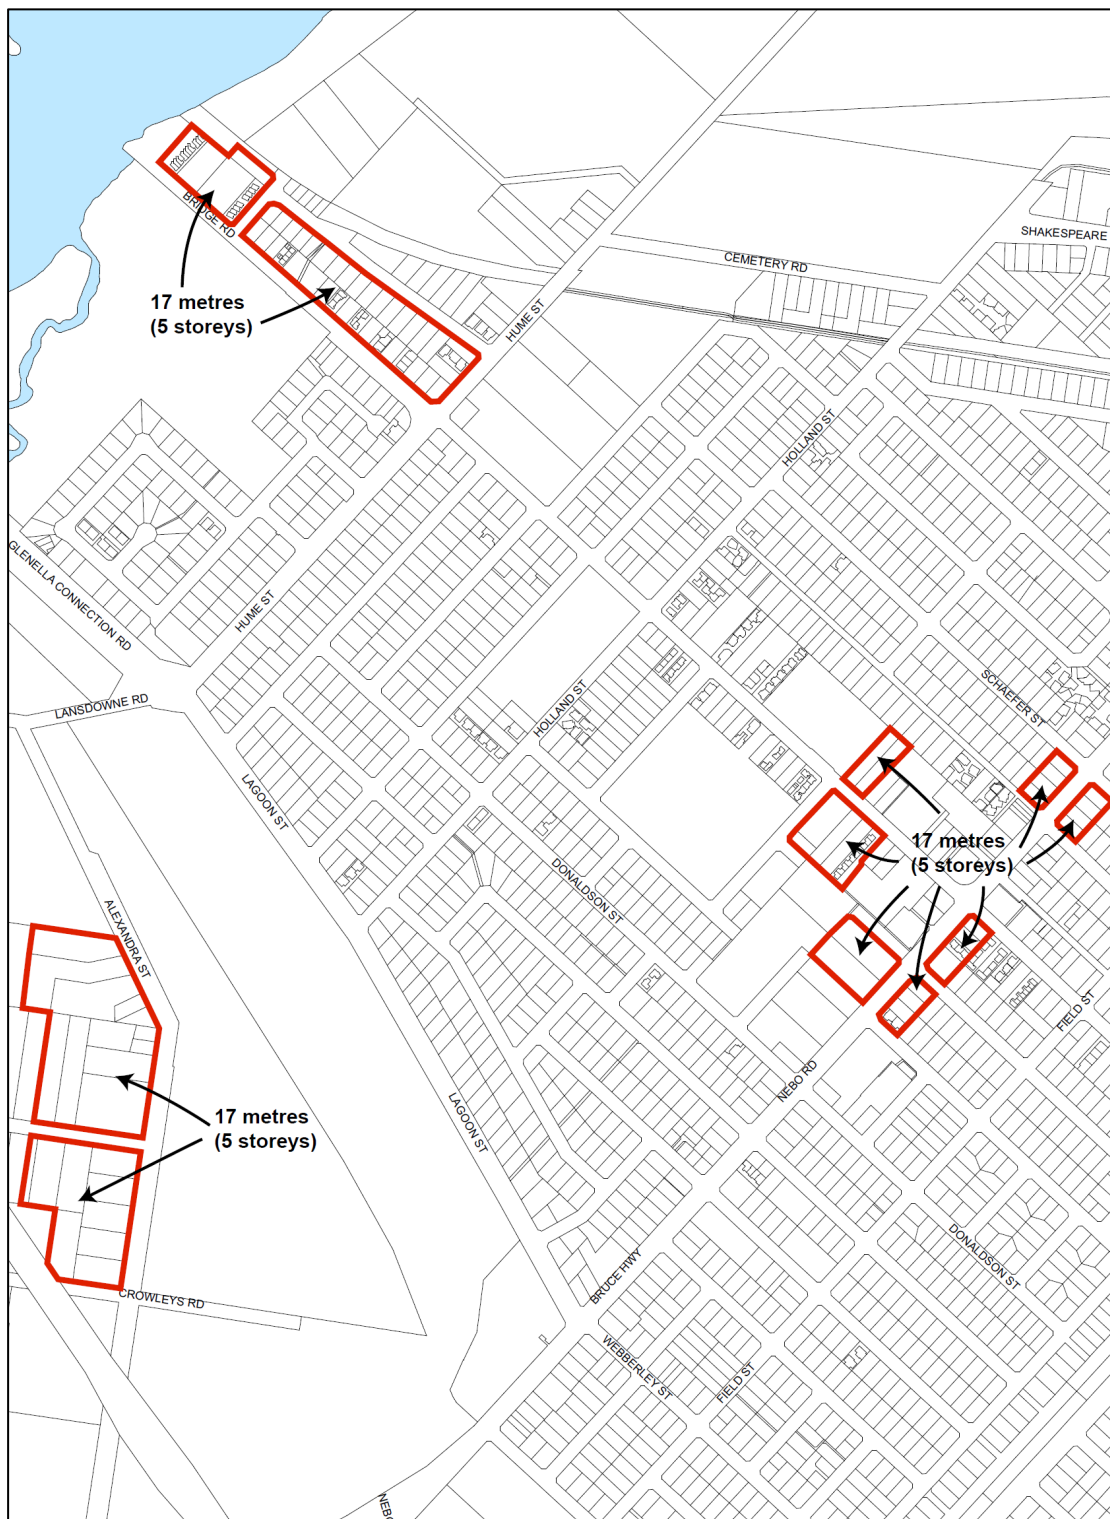 BRIDGE RD
17 metres
(5 storeys)
HUME ST
SHAKESPEARE
CEMETERY RD
HOLLAND ST
GLENELLA CONNECTION RD
HUME ST
LANSDOWNE RD
HOLLAND ST
SCHAEFER ST
LAGOON ST
17 metres
(5 storeys)
DONALDSON ST
ALEXANDRA ST
FIELD ST
NEBO RD
17 metres
(5 storeys)
LAGOON ST
DONALDSON ST
BRUCE HWY
CROWLEYS RD
WEBBERLEY ST
FIELD ST
NEBO